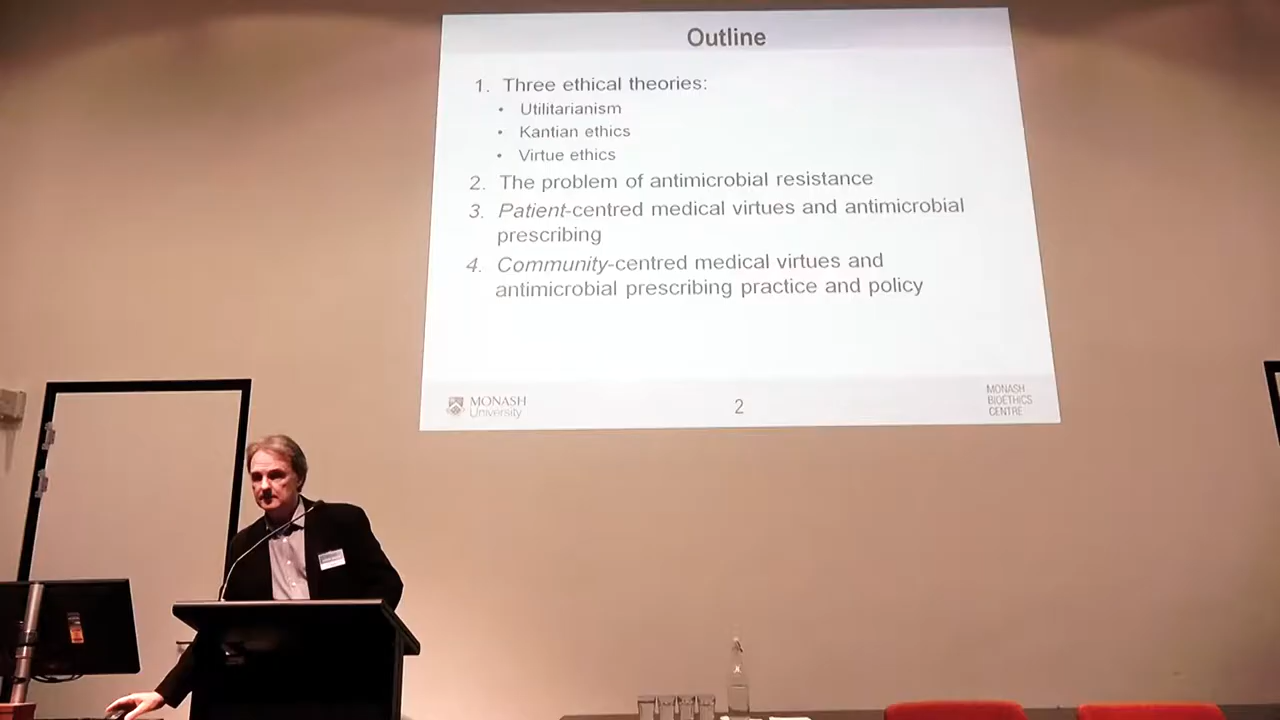 Outline
1. Three ethical theories:
• Utilitarianism
• Kantian ethics
• Virtue ethics
2. The problem of antimicrobial resistance
3. Patient-centred medical virtues and antimicrobial
prescribing
4. Community-centred medical virtues and
antimicrobial prescribing practice and policy
MONASH
University
2
MONASH
BIOETHICS
CENTRE